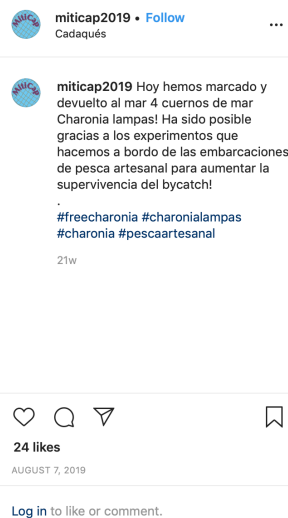 MitiCap
miticap2019 • Follow
Cadaqués
MitiCap
miticap2019 Hoy hemos marcado y
devuelto al mar 4 cuernos de mar
Charonia lampas! Ha sido posible
gracias a los experimentos que
hacemos a bordo de las embarcaciones
de pesca artesanal para aumentar la
supervivencia del bycatch!
.
#freecharonia #charonialampas
#charonia #pescaartesanal
21w
24 likes
AUGUST 7, 2019
Log in to like or comment.